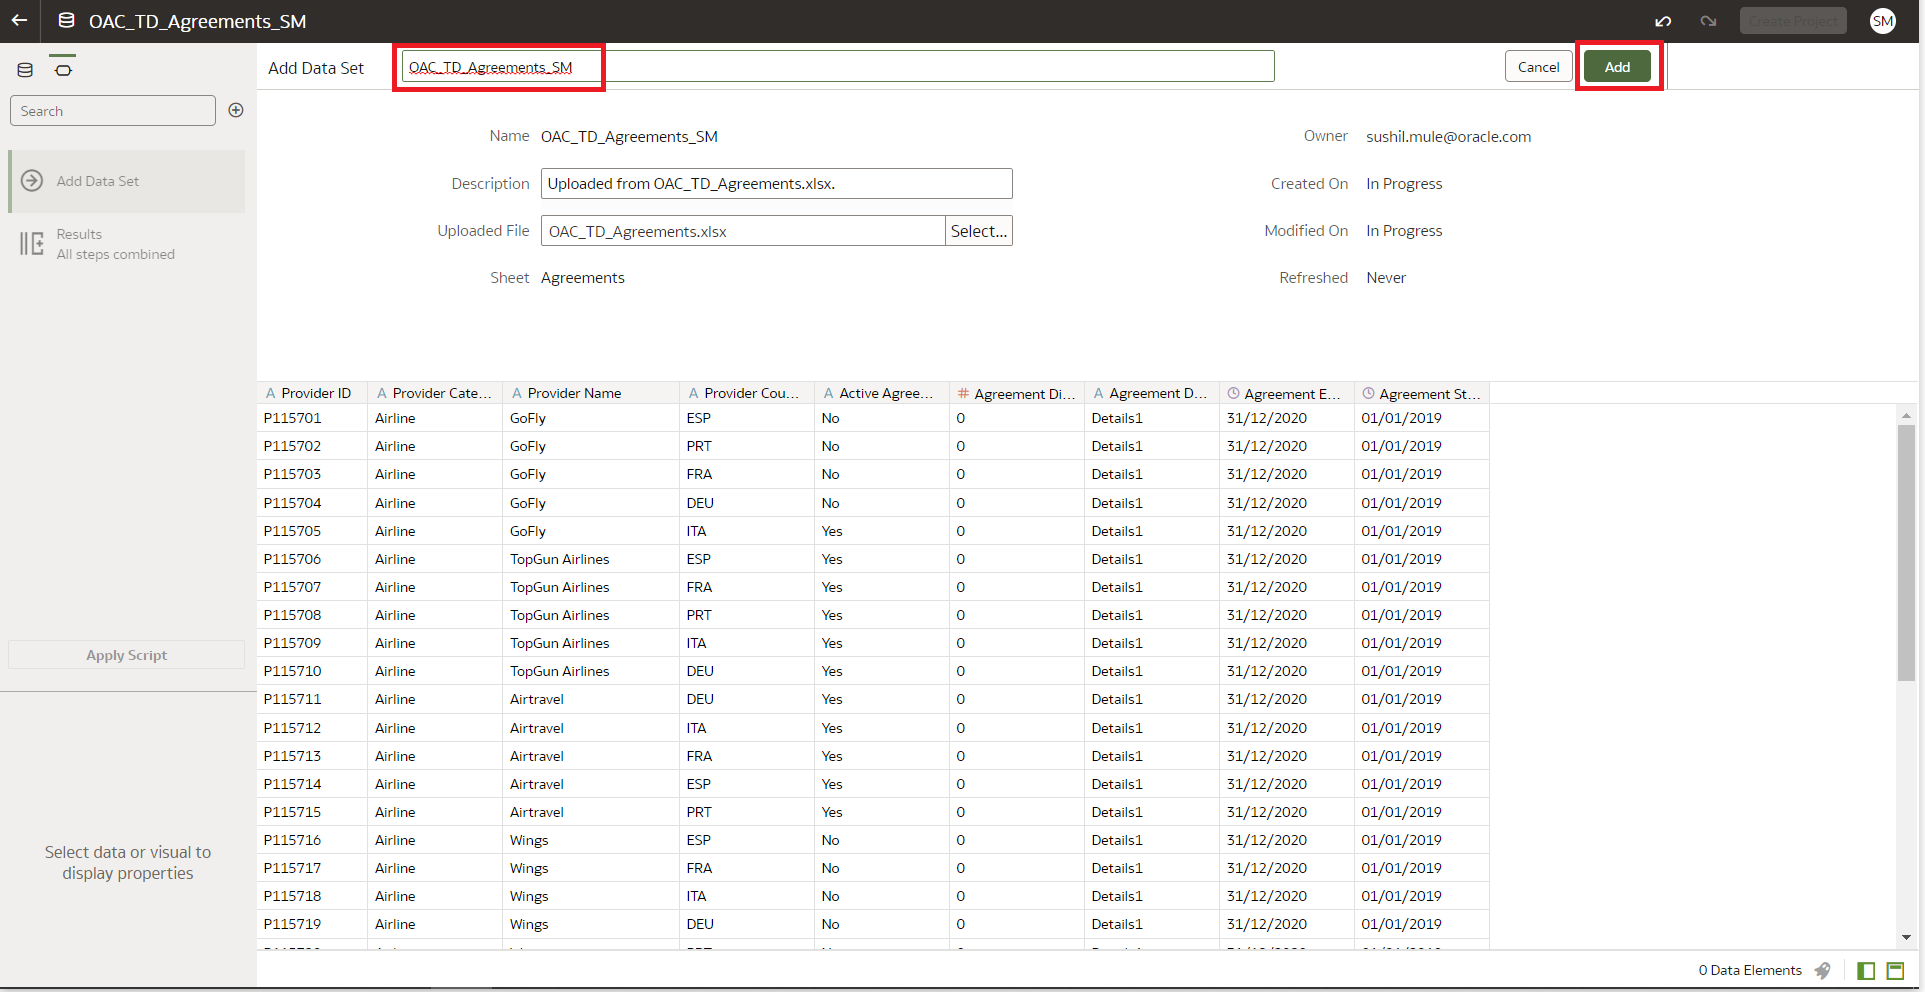 OAC_TD_Agreements_SM
Create Project
SM
Add Data Set
OAC_TD_Agreements_SM
Cancel
Add
Search
Add Data Set
Results
All steps combined
Apply Script
Select data or visual to
display properties
Name OAC_TD_Agreements_SM
Description Uploaded from OAC_TD_Agreements.xlsx.
Uploaded File OAC_TD_Agreements.xlsx Select...
Sheet Agreements
Owner sushil.mule@oracle.com
Created On In Progress
Modified On In Progress
Refreshed Never
A Provider ID A Provider Cate... A Provider Name A Provider Cou... A Active Agree... # Agreement Di... A Agreement D... Agreement E... Agreement St...
P115701 Airline GoFly ESP No 0 Details1 31/12/2020 01/01/2019
P115702 Airline GoFly PRT No 0 Details1 31/12/2020 01/01/2019
P115703 Airline GoFly FRA No 0 Details1 31/12/2020 01/01/2019
P115704 Airline GoFly DEU No 0 Details1 31/12/2020 01/01/2019
P115705 Airline GoFly ITA Yes 0 Details1 31/12/2020 01/01/2019
P115706 Airline TopGun Airlines ESP Yes 0 Details1 31/12/2020 01/01/2019
P115707 Airline TopGun Airlines FRA Yes 0 Details1 31/12/2020 01/01/2019
P115708 Airline TopGun Airlines PRT Yes 0 Details1 31/12/2020 01/01/2019
P115709 Airline TopGun Airlines ITA Yes 0 Details1 31/12/2020 01/01/2019
P115710 Airline TopGun Airlines DEU Yes 0 Details1 31/12/2020 01/01/2019
P115711 Airline Airtravel DEU Yes 0 Details1 31/12/2020 01/01/2019
P115712 Airline Airtravel ITA Yes 0 Details1 31/12/2020 01/01/2019
P115713 Airline Airtravel FRA Yes 0 Details1 31/12/2020 01/01/2019
P115714 Airline Airtravel ESP Yes 0 Details1 31/12/2020 01/01/2019
P115715 Airline Airtravel PRT Yes 0 Details1 31/12/2020 01/01/2019
P115716 Airline Wings ESP No 0 Details1 31/12/2020 01/01/2019
P115717 Airline Wings FRA No 0 Details1 31/12/2020 01/01/2019
P115718 Airline Wings ITA No 0 Details1 31/12/2020 01/01/2019
P115719 Airline Wings DEU No 0 Details1 31/12/2020 01/01/2019
0 Data Elements